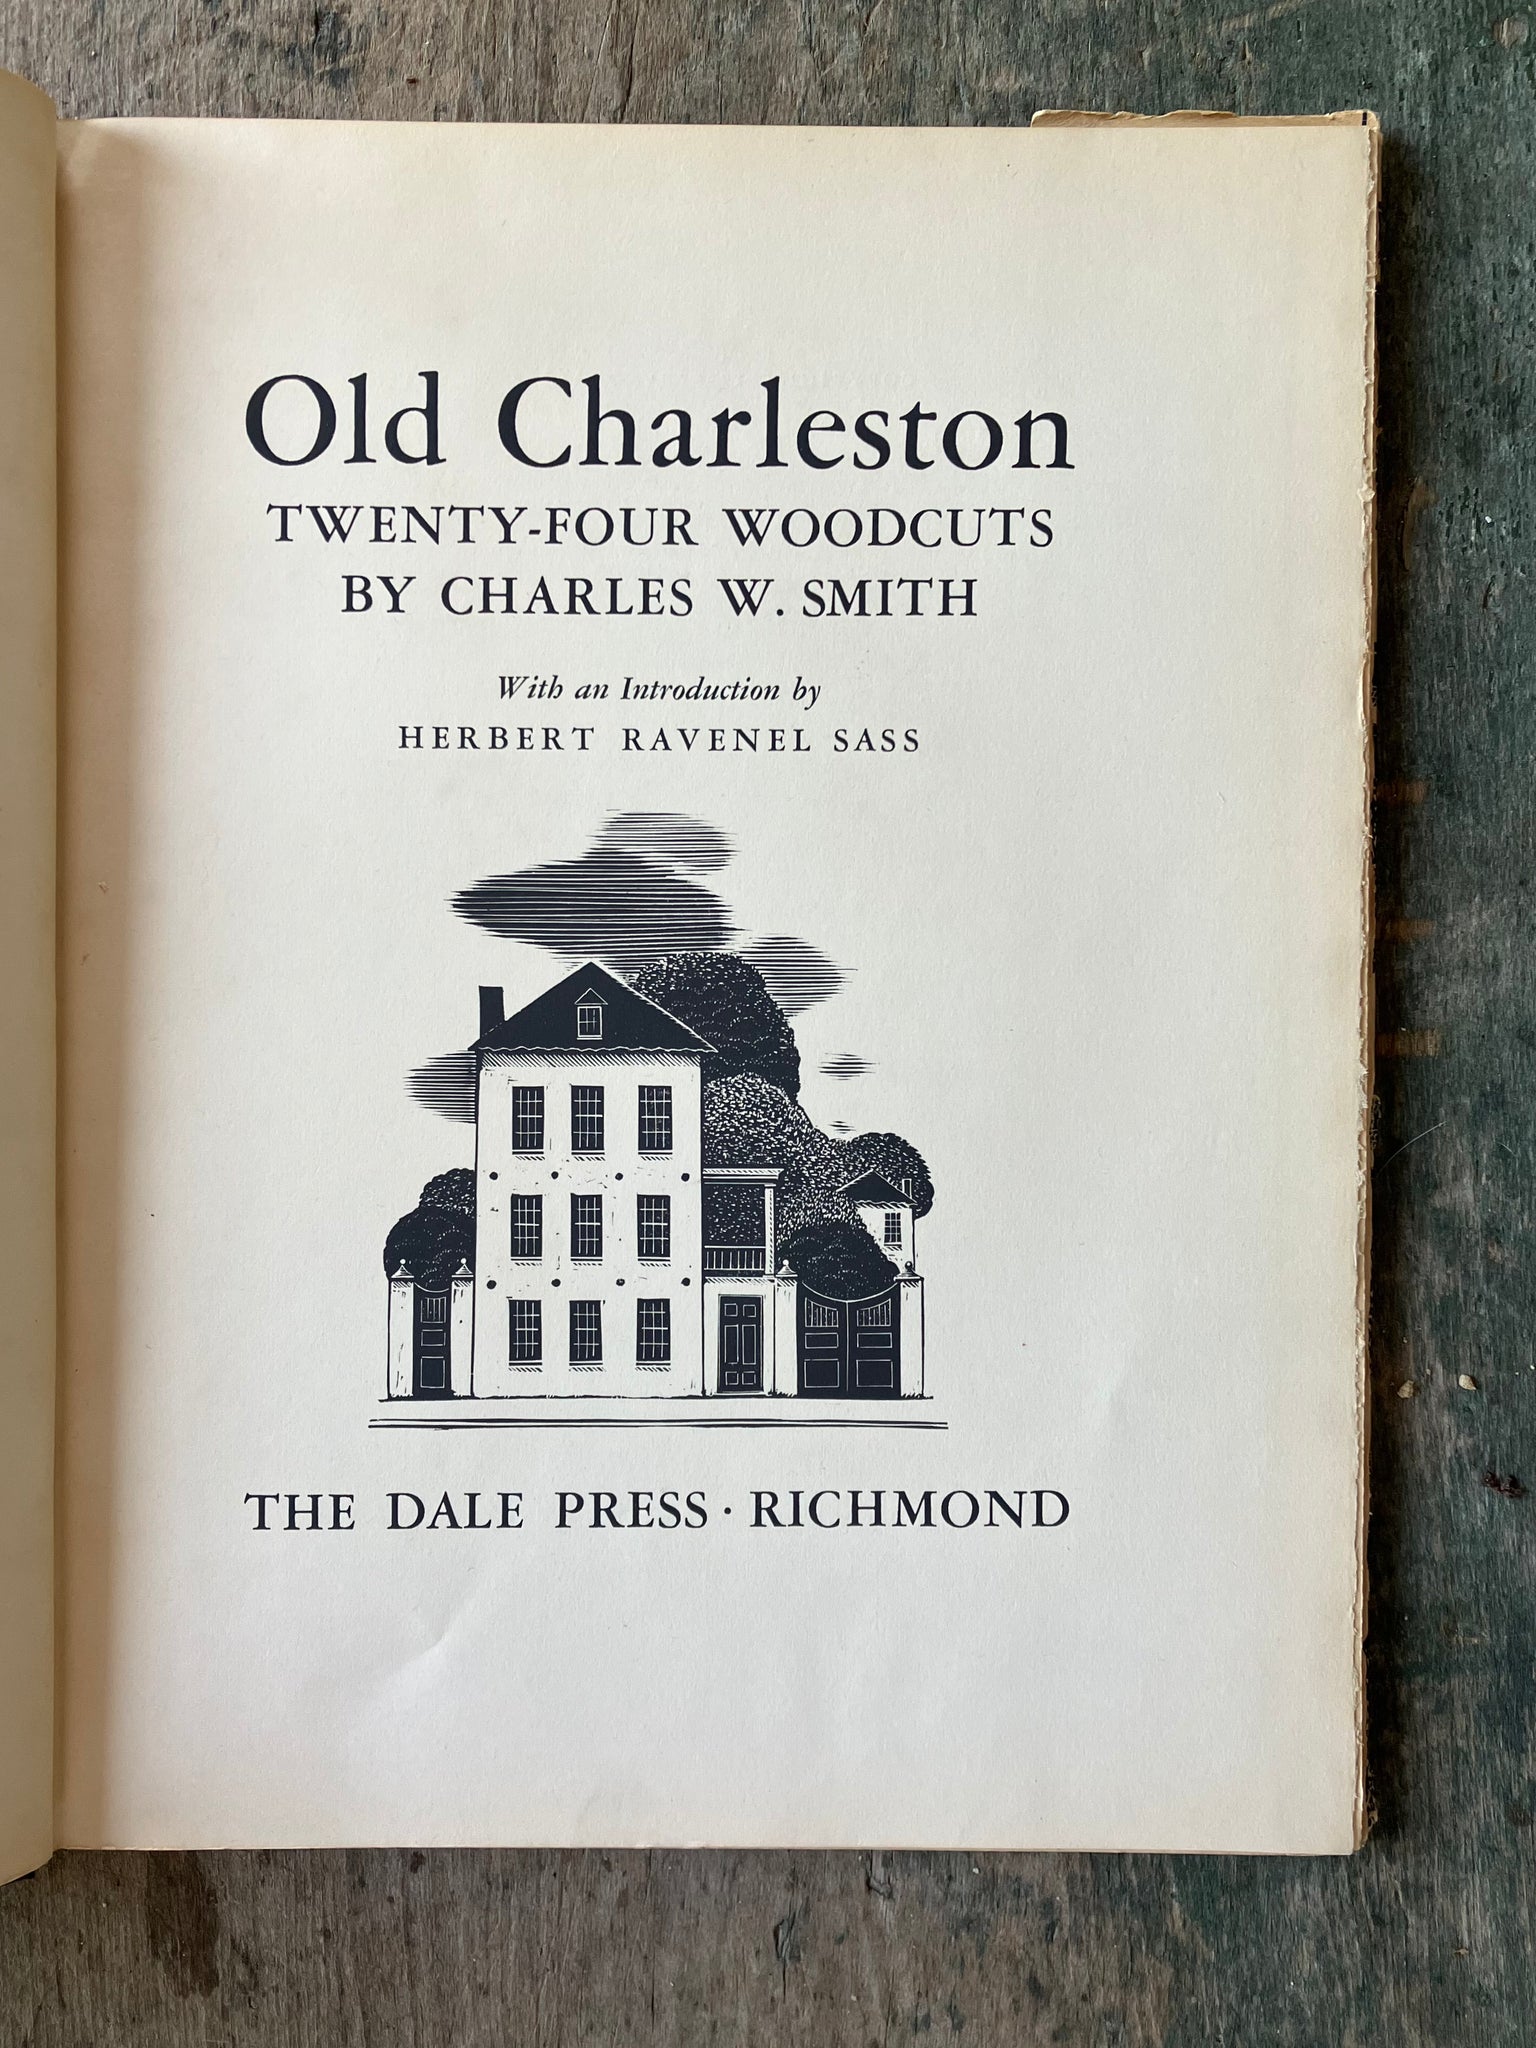 Old Charleston
TWENTY-FOUR WOODCUTS
BY CHARLES W. SMITH
With an Introduction by
HERBERT RAVENEL SASS
THE DALE PRESS · RICHMOND